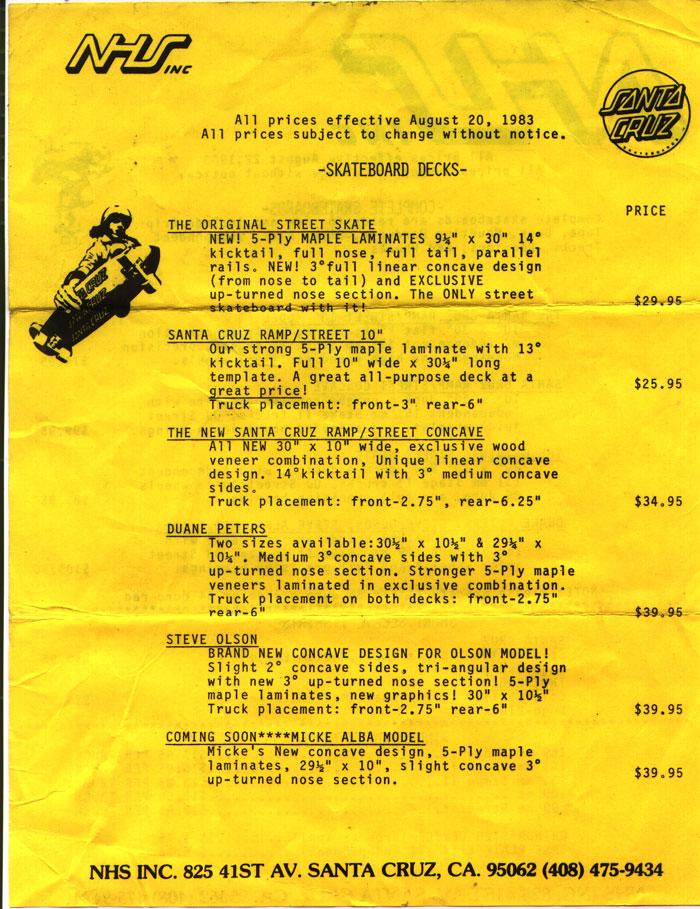 NHS INC
SANTA CRUZ
All prices effective August 20, 1983
All prices subject to change without notice.
-SKATEBOARD DECKS-
PRICE
THE ORIGINAL STREET SKATE
NEW! 5-Ply MAPLE LAMINATES 9¼" x 30" 14°
kicktail, full nose, full tail, parallel
rails. NEW! 3°full linear concave design
(from nose to tail) and EXCLUSIVE
up-turned nose section. The ONLY street
skateboard with it! $29.95
SANTA CRUZ RAMP/STREET 10"
Our strong 5-Ply maple laminate with 13°
kicktail. Full 10" wide x 30¼" long
template. A great all-purpose deck at a
great price! $25.95
Truck placement: front-3" rear-6"
THE NEW SANTA CRUZ RAMP/STREET CONCAVE
All NEW 30" x 10" wide, exclusive wood
veneer combination, Unique linear concave
design. 14°kicktail with 3° medium concave
sides.
Truck placement: front-2.75", rear-6.25" $34.95
DUANE PETERS
Two sizes available:30½" x 10½" & 29¼" x
10¼". Medium 3°concave sides with 3°
up-turned nose section. Stronger 5-Ply maple
veneers laminated in exclusive combination.
Truck placement on both decks: front-2.75"
rear-6" $39.95
STEVE OLSON
BRAND NEW CONCAVE DESIGN FOR OLSON MODEL!
Slight 2° concave sides, tri-angular design
with new 3° up-turned nose section! 5-Ply
maple laminates, new graphics! 30" x 10½"
Truck placement: front-2.75" rear-6" $39.95
COMING SOON****MICKE ALBA MODEL
Micke's New concave design, 5-Ply maple
laminates, 29½" x 10", slight concave 3°
up-turned nose section. $39.95
NHS INC. 825 41ST AV. SANTA CRUZ, CA. 95062 (408) 475-9434